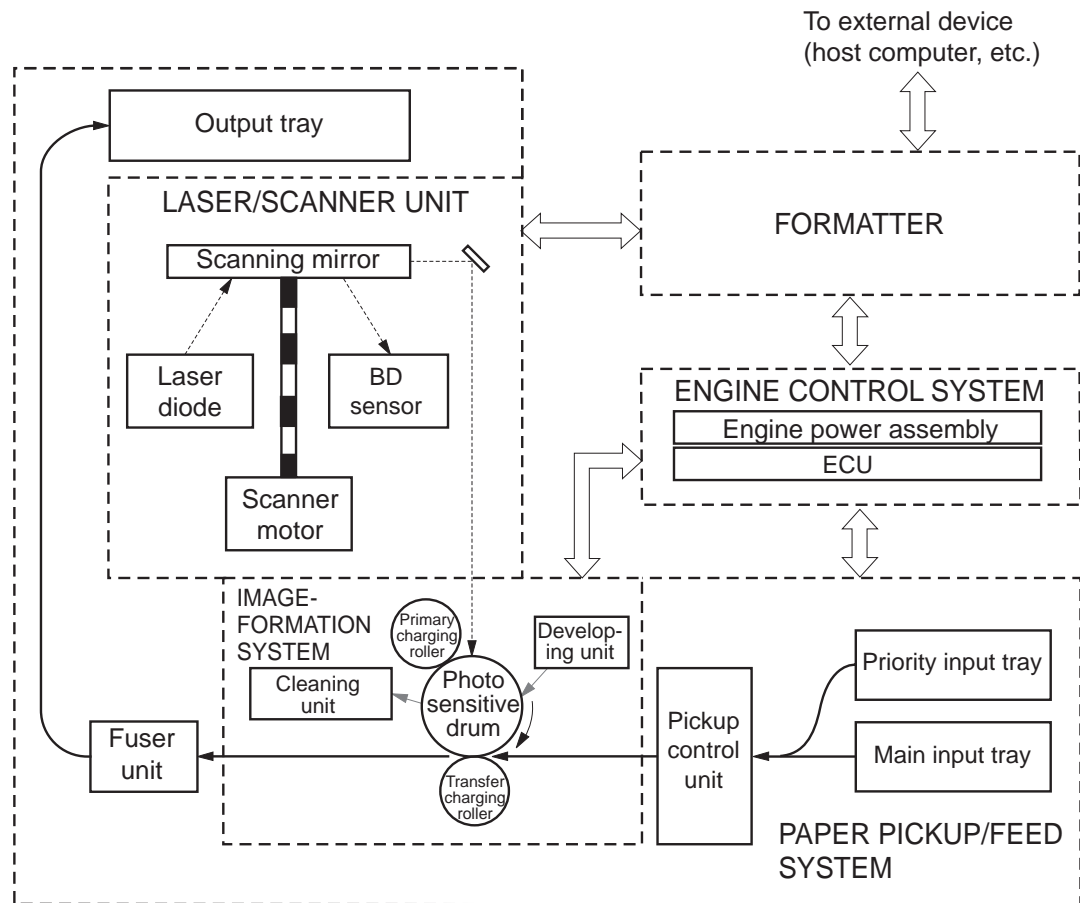 To external device
(host computer, etc.)
Output tray
LASER/SCANNER UNIT
FORMATTER
Scanning mirror
Laser
diode
BD
sensor
ENGINE CONTROL SYSTEM
Engine power assembly
ECU
Scanner
motor
IMAGE-
FORMATION
SYSTEM
Primary
charging
roller
Develop-
ing unit
Cleaning
unit
Photo
sensitive
drum
Transfer
charging
roller
Fuser
unit
Pickup
control
unit
Priority input tray
Main input tray
PAPER PICKUP/FEED
SYSTEM